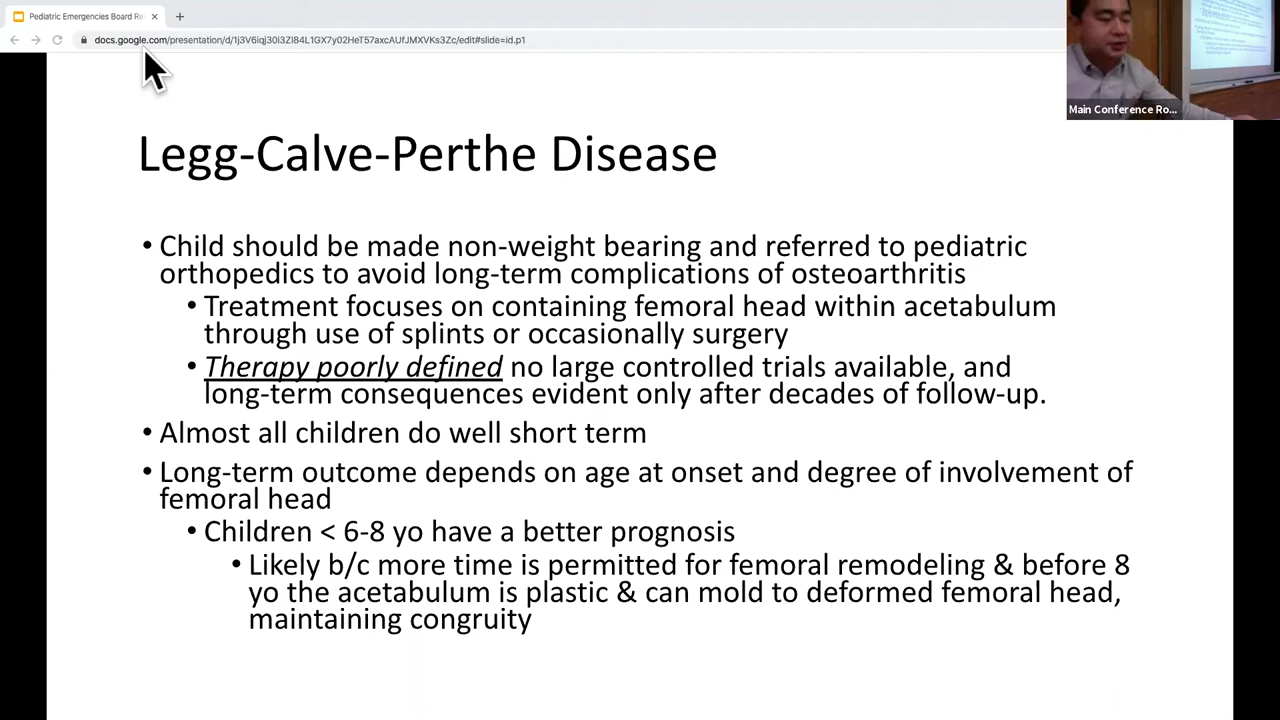 Pediatric Emergencies Board Re
docs.google.com/presentation/d/1j3V6iqj30l3Zl84L1GX7y02HeT57axcAUfJMXVKs3Zc/edit#slide=id.p1
Main Conference Ro...
Legg-Calve-Perthe Disease
• Child should be made non-weight bearing and referred to pediatric
orthopedics to avoid long-term complications of osteoarthritis
• Treatment focuses on containing femoral head within acetabulum
through use of splints or occasionally surgery
• Therapy poorly defined no large controlled trials available, and
long-term consequences evident only after decades of follow-up.
• Almost all children do well short term
• Long-term outcome depends on age at onset and degree of involvement of
femoral head
• Children < 6-8 yo have a better prognosis
• Likely b/c more time is permitted for femoral remodeling & before 8
yo the acetabulum is plastic & can mold to deformed femoral head,
maintaining congruity